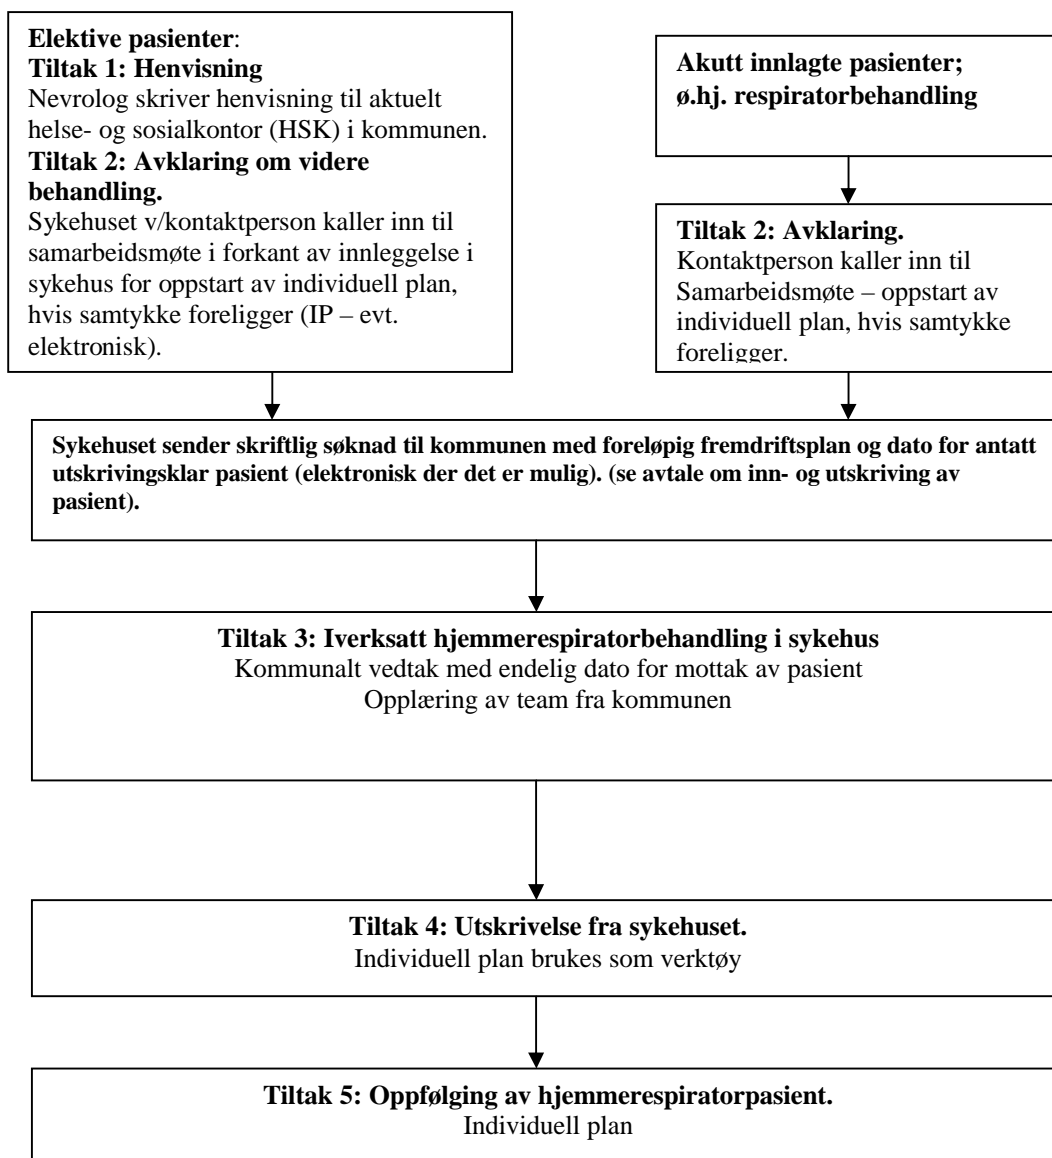 Elektive pasienter:
Tiltak 1: Henvisning
Nevrolog skriver henvisning til aktuelt
helse- og sosialkontor (HSK) i kommunen.
Tiltak 2: Avklaring om videre
behandling.
Sykehuset v/kontaktperson kaller inn til
samarbeidsmøte i forkant av innleggelse i
sykehus for oppstart av individuell plan,
hvis samtykke foreligger (IP – evt.
elektronisk).
Akutt innlagte pasienter;
ø.hj. respiratorbehandling
Tiltak 2: Avklaring.
Kontaktperson kaller inn til
Samarbeidsmøte – oppstart av
individuell plan, hvis samtykke
foreligger.
Sykehuset sender skriftlig søknad til kommunen med foreløpig fremdriftsplan og dato for antatt
utskrivingsklar pasient (elektronisk der det er mulig). (se avtale om inn- og utskriving av
pasient).
Tiltak 3: Iverksatt hjemmerespiratorbehandling i sykehus
Kommunalt vedtak med endelig dato for mottak av pasient
Opplæring av team fra kommunen
Tiltak 4: Utskrivelse fra sykehuset.
Individuell plan brukes som verktøy
Tiltak 5: Oppfølging av hjemmerespiratorpasient.
Individuell plan